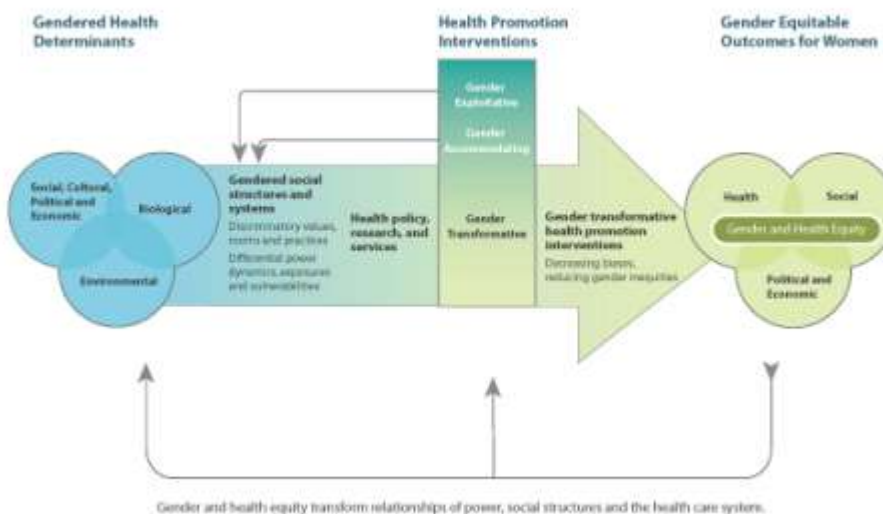 Gendered Health
Determinants
Health Promotion
Interventions
Gender Equitable
Outcomes for Women
Gender
Exploitative
Gender
Accommodating
Gender
Transformative
Social, Cultural,
Political and
Economic
Biological
Environmental
Gendered social
structures and
systems
Discriminatory values,
norms and practices
Differential power
dynamics, exposures
and vulnerabilities
Health policy,
research, and
services
Gender transformative
health promotion
interventions
Decreasing biases,
reducing gender inequities
Health
Social
Gender and Health Equity
Political and
Economic
Gender and health equity transform relationships of power, social structures and the health care system.